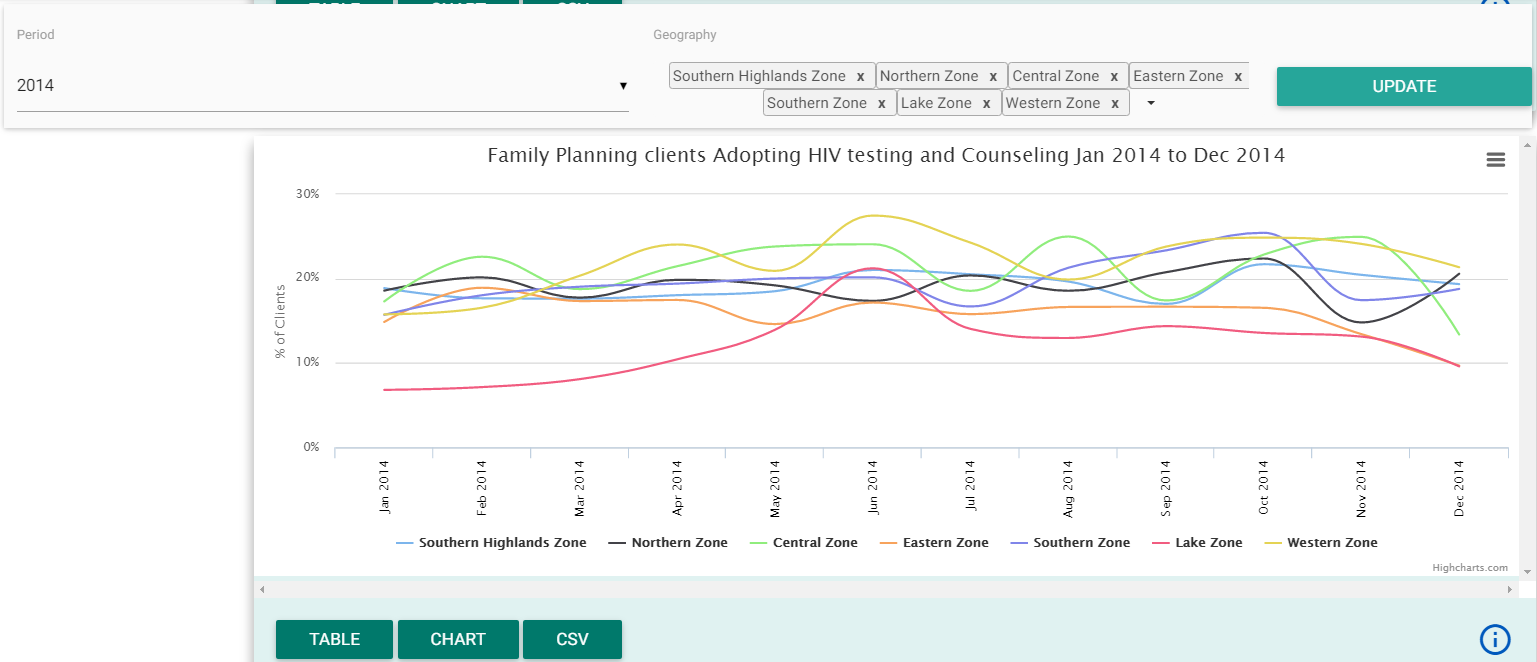 TABLE CHART CSV
Period
Geography
2014
Southern Highlands Zone x Northern Zone x Central Zone x Eastern Zone x
Southern Zone x Lake Zone x Western Zone x
UPDATE
Family Planning clients Adopting HIV testing and Counseling Jan 2014 to Dec 2014
% of Clients
30%
20%
10%
0%
Jan 2014
Feb 2014
Mar 2014
Apr 2014
May 2014
Jun 2014
Jul 2014
Aug 2014
Sep 2014
Oct 2014
Nov 2014
Dec 2014
Southern Highlands Zone Northern Zone Central Zone Eastern Zone Southern Zone Lake Zone Western Zone
Highcharts.com
TABLE CHART CSV